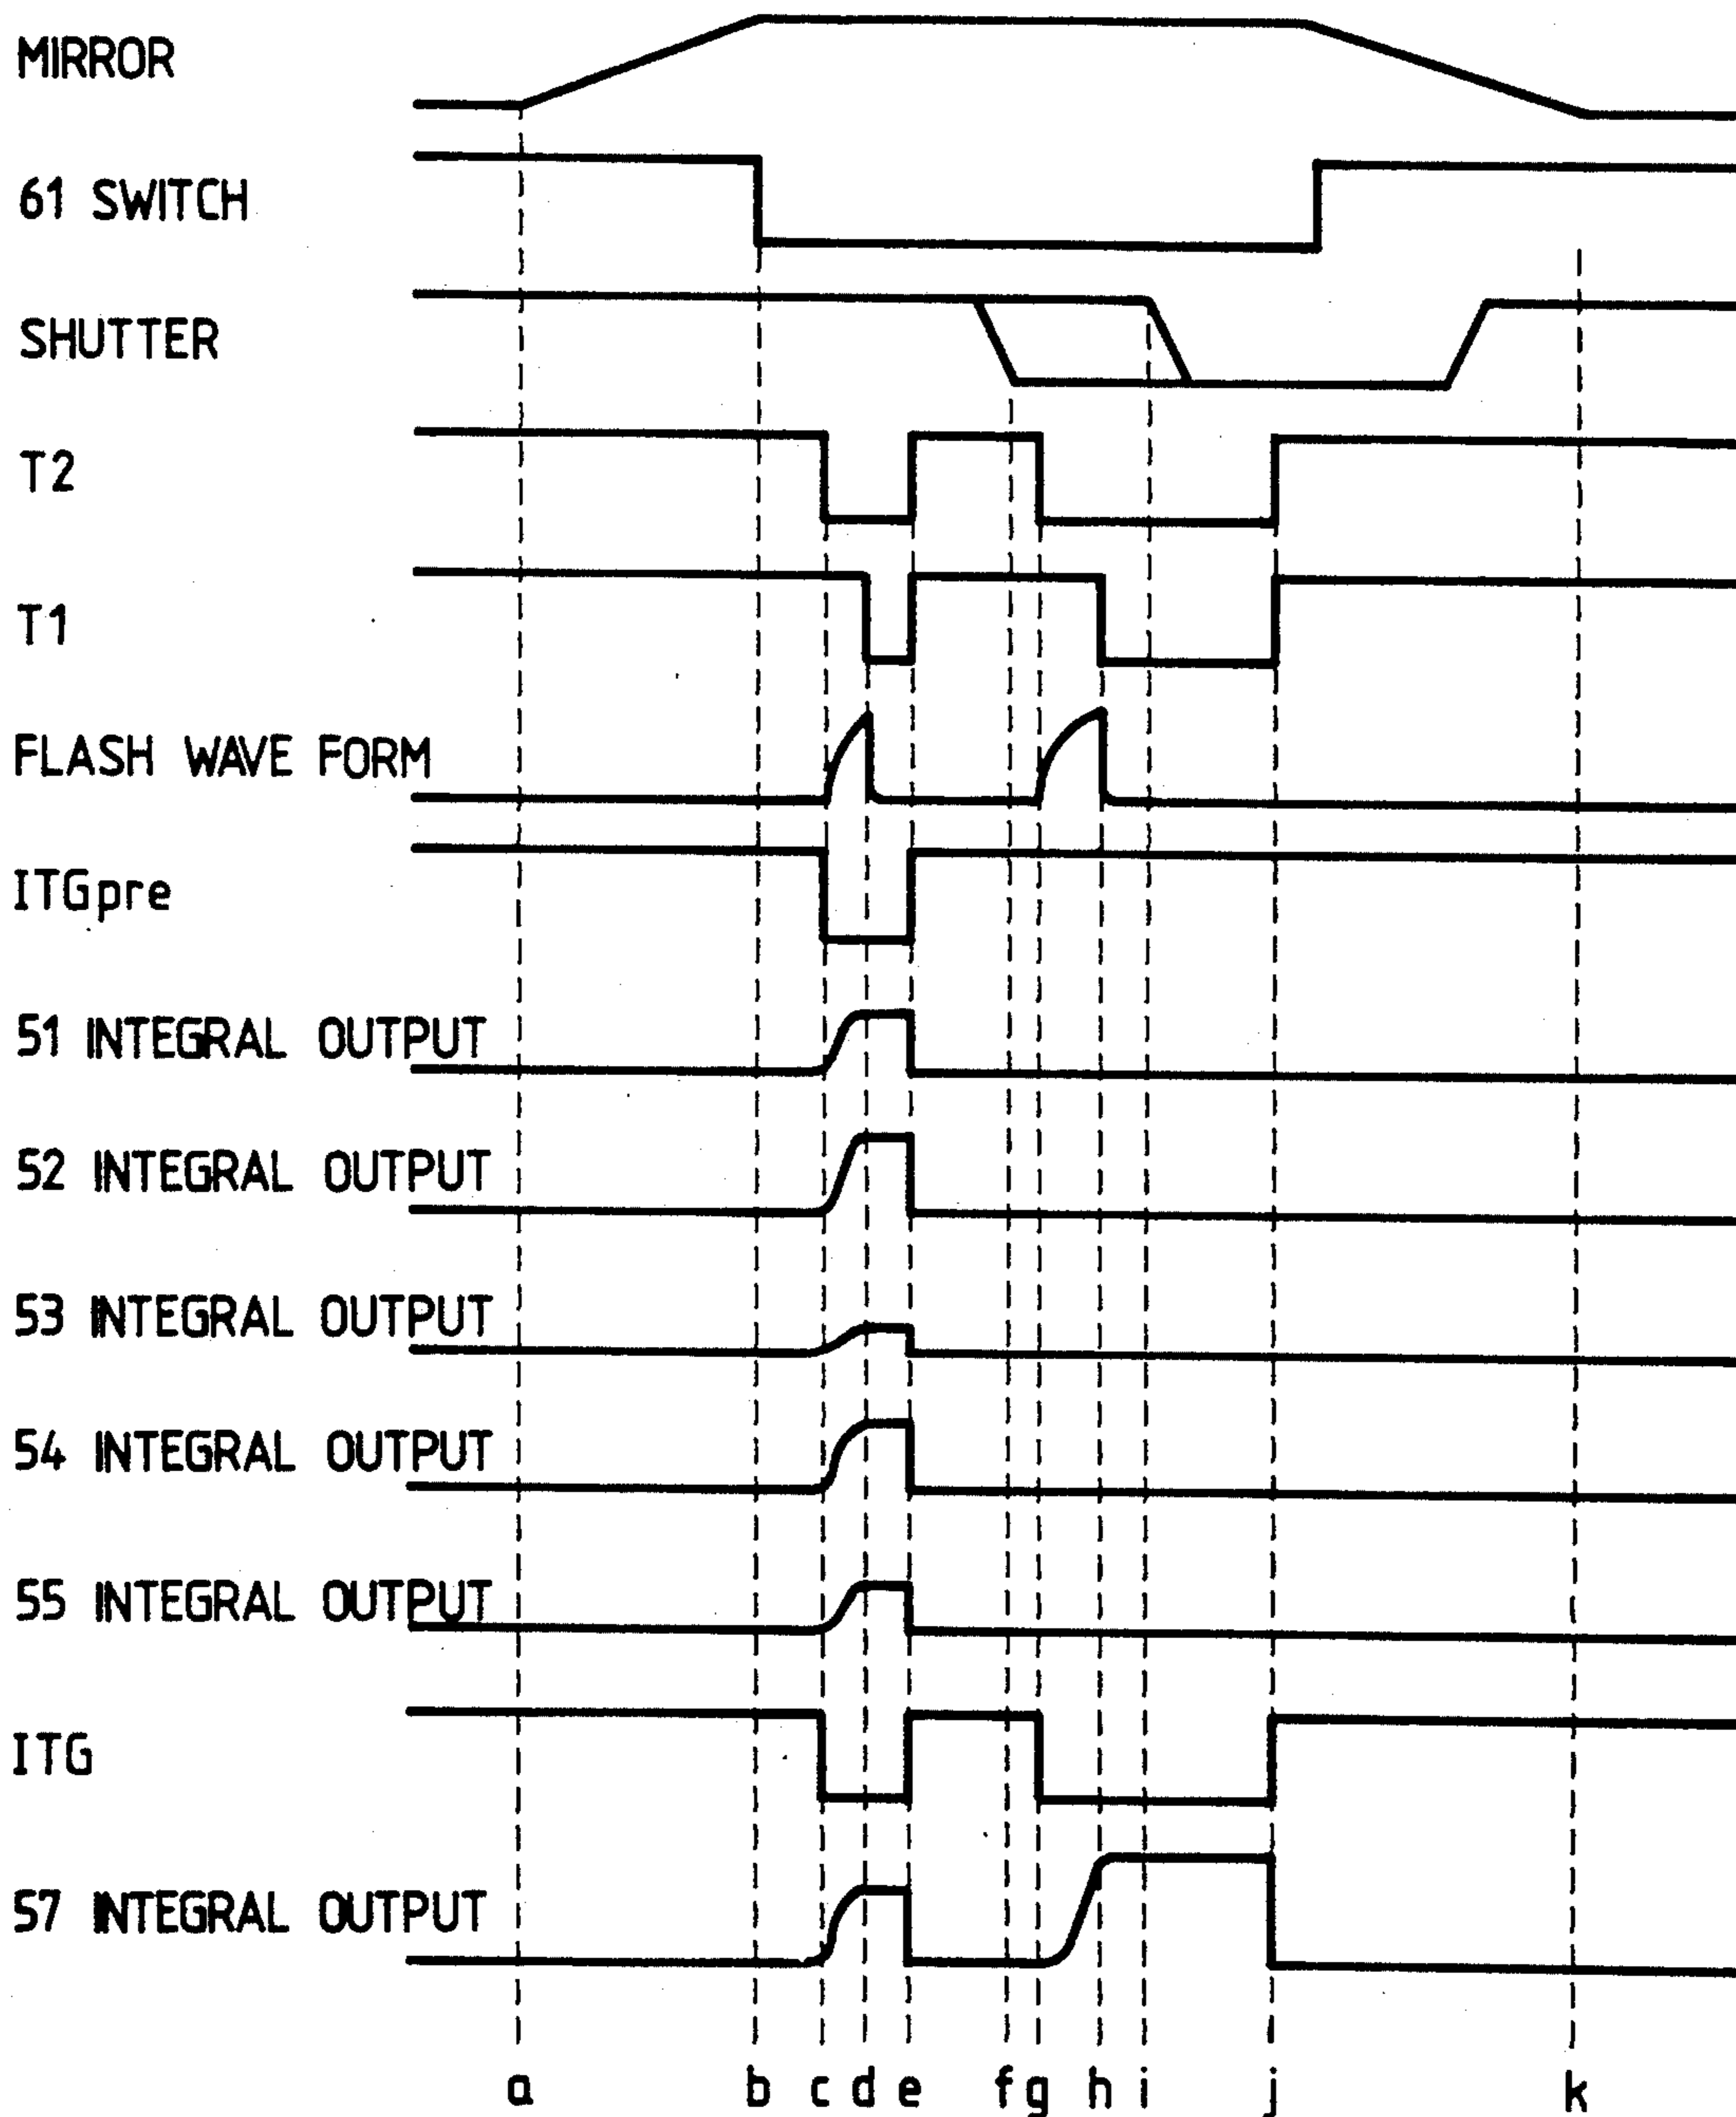 MIRROR
61 SWITCH
SHUTTER
T2
T1
FLASH WAVE FORM
ITGpre
51 INTEGRAL OUTPUT
52 INTEGRAL OUTPUT
53 INTEGRAL OUTPUT
54 INTEGRAL OUTPUT
55 INTEGRAL OUTPUT
ITG
57 INTEGRAL OUTPUT
a b c d e f g h i j k